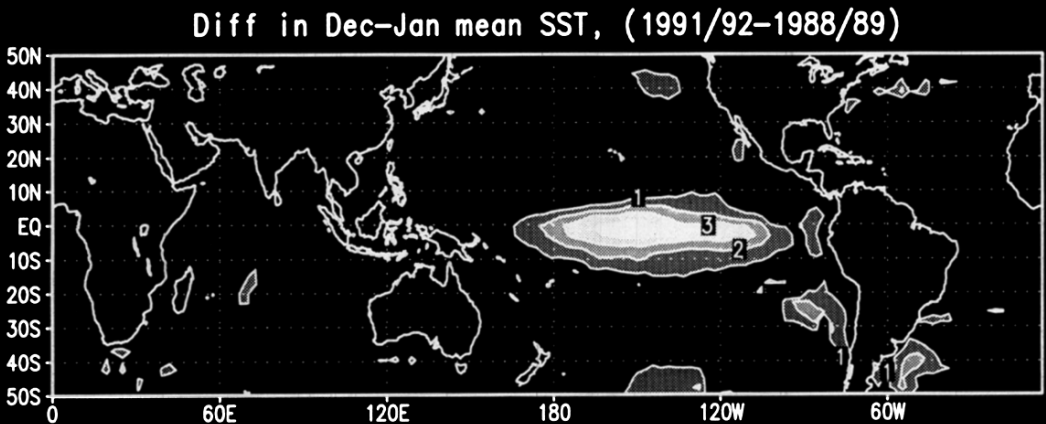 Diff in Dec-Jan mean SST, (1991/92-1988/89)
50N
40N
30N
20N
10N
1
EQ
3
2
10S
20S
30S
1
40S
1
50S
0 60E 120E 180 120W 60W